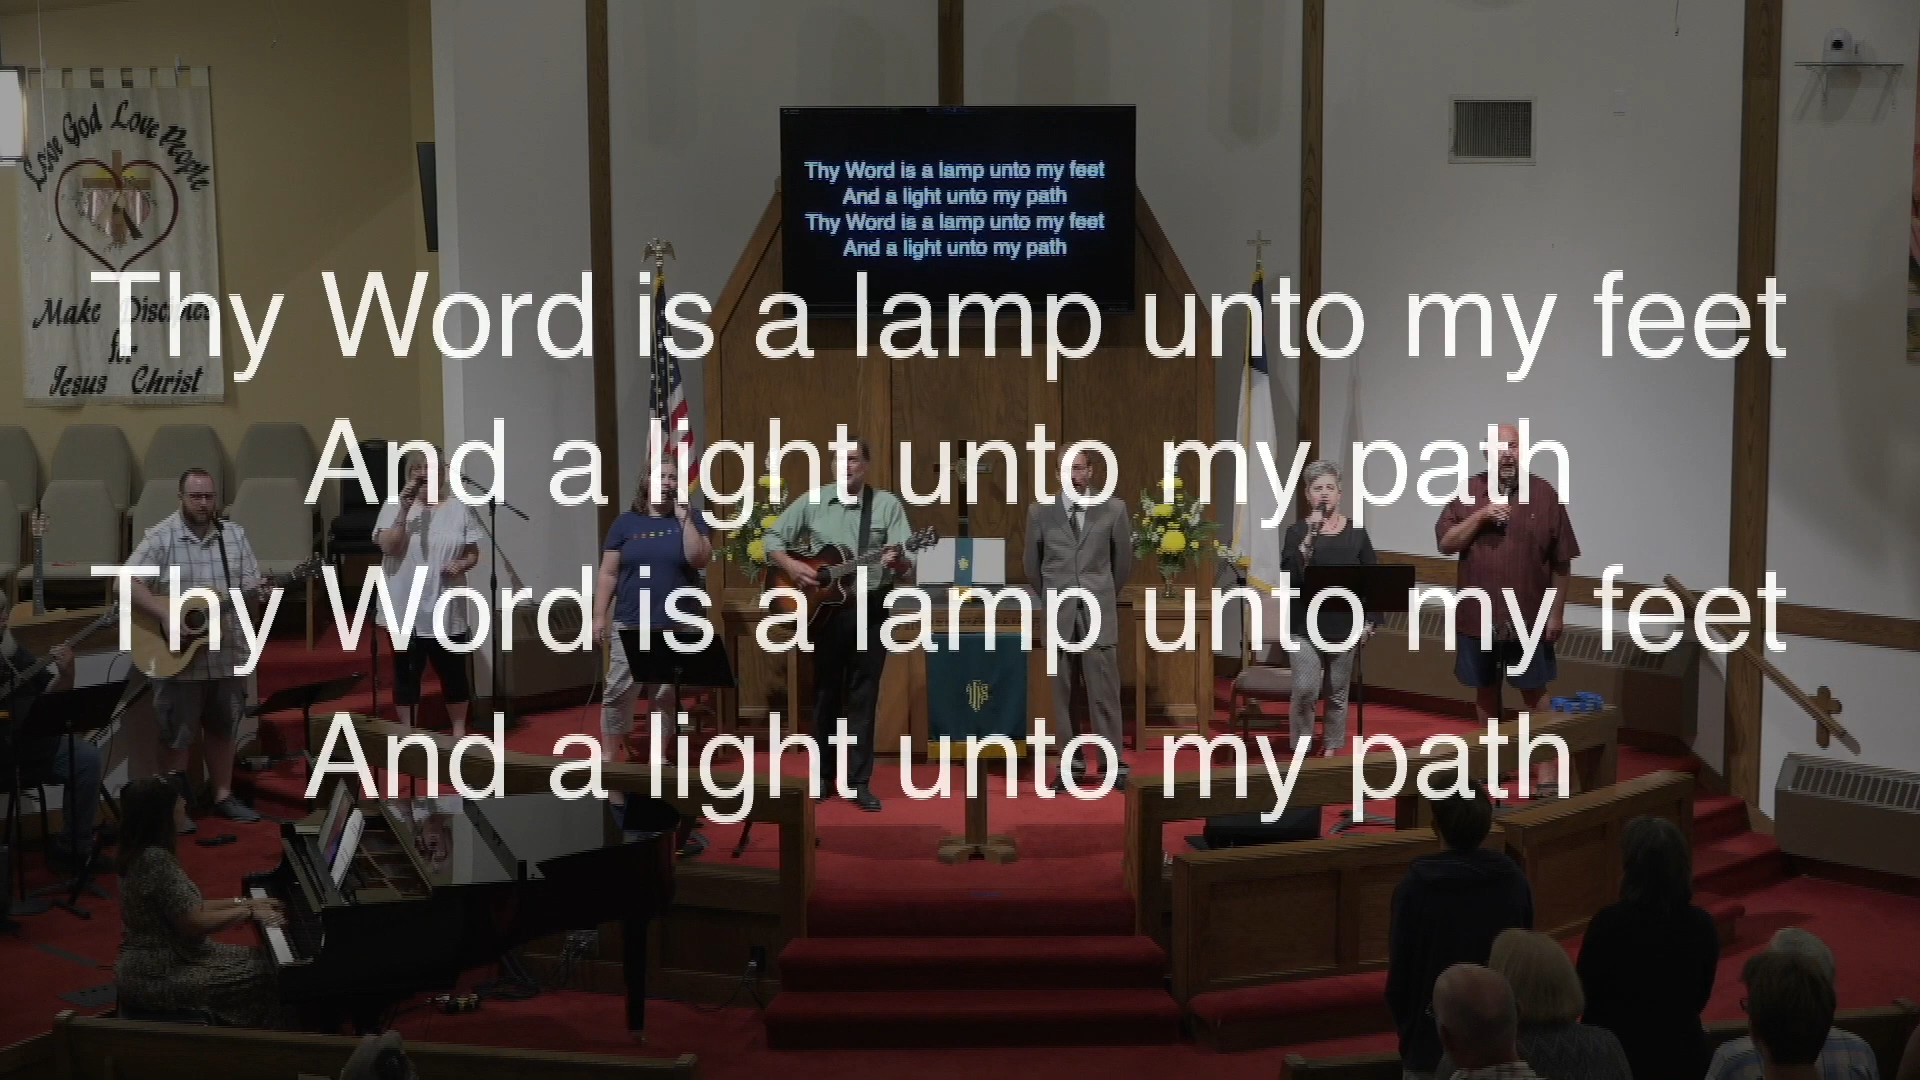 Love God Love People
Make Disciples
for
Jesus Christ
Thy Word is a lamp unto my feet
And a light unto my path
Thy Word is a lamp unto my feet
And a light unto my path
Thy Word is a lamp unto my feet
And a light unto my path
Thy Word is a lamp unto my feet
And a light unto my path